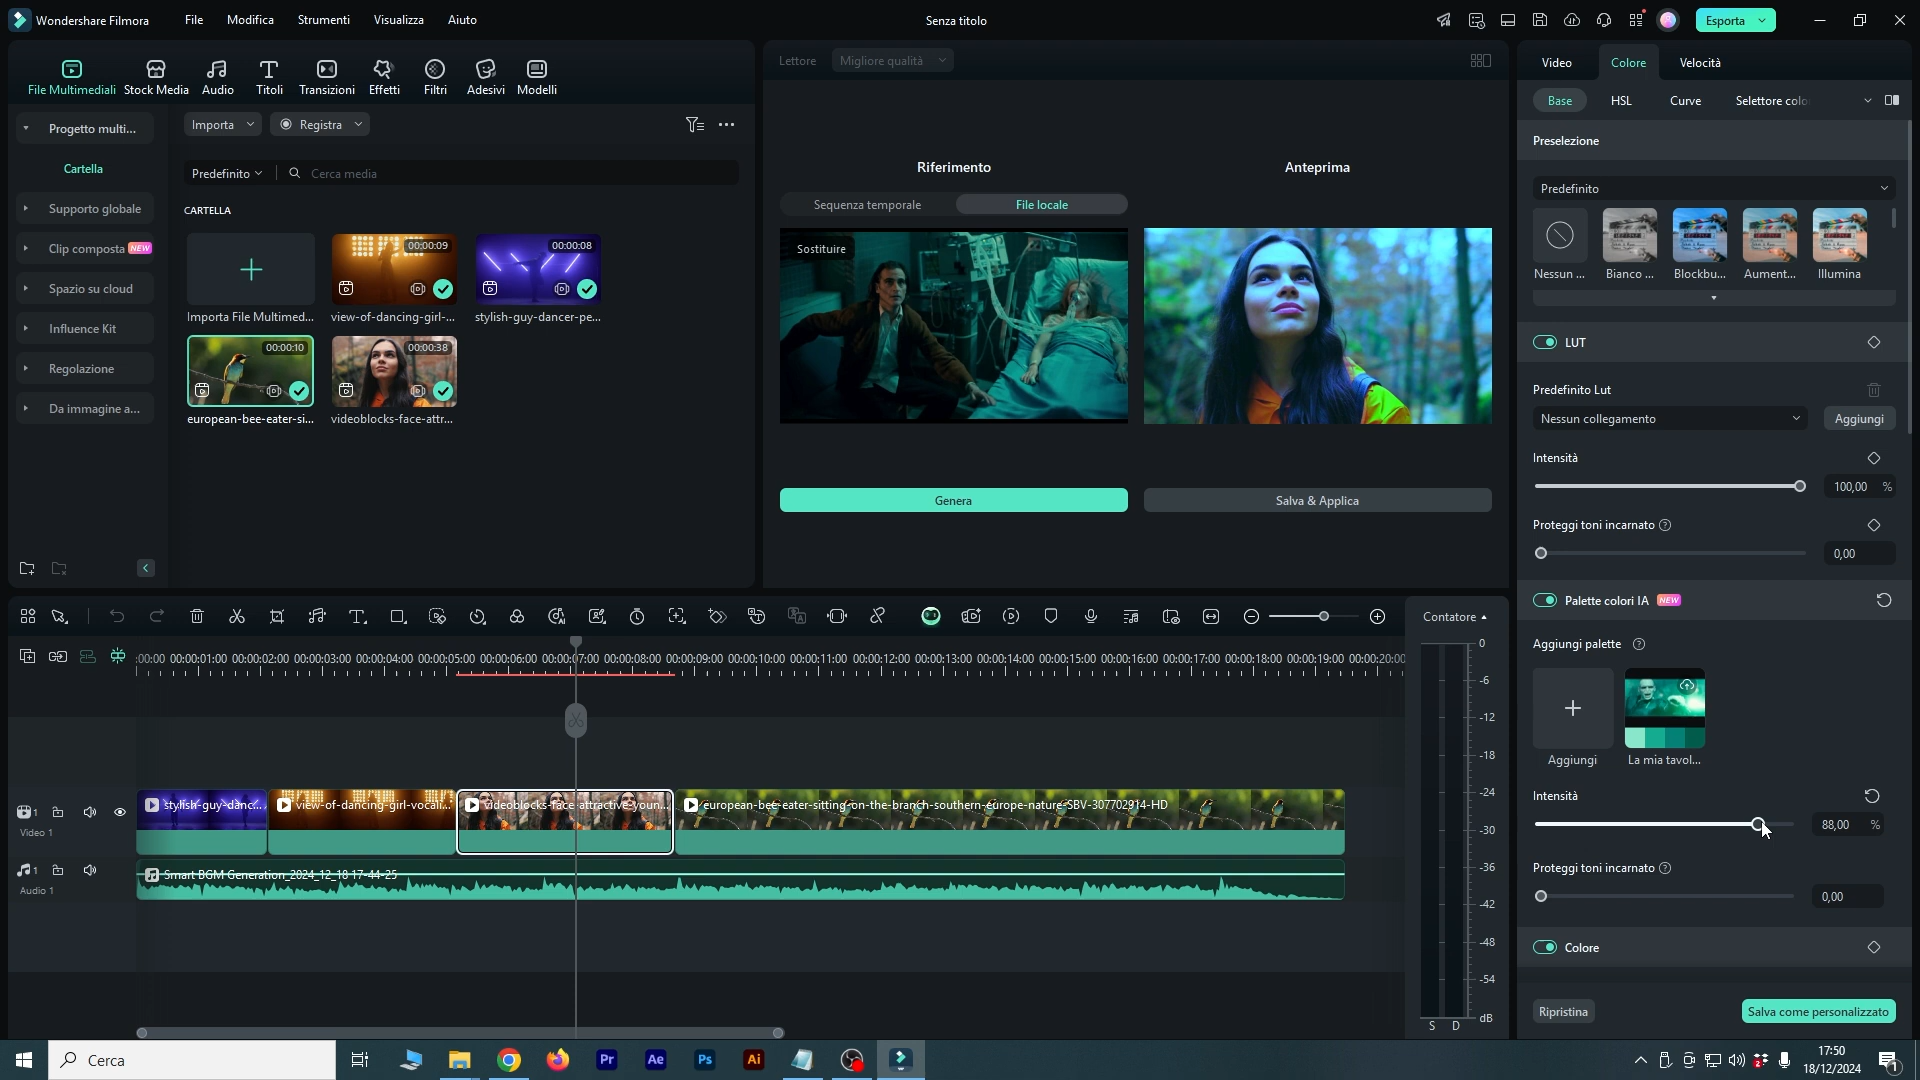 Wondershare Filmora
File
Modifica
Strumenti
Visualizza
Aiuto
Senza titolo
Esporta
File Multimediali
Stock Media
Audio
Titoli
Transizioni
Effetti
Filtri
Adesivi
Modelli
Progetto multi...
Cartella
Supporto globale
Clip composta NEW
Spazio su cloud
Influence Kit
Regolazione
Da immagine a...
Importa
Registra
Predefinito
Cerca media
CARTELLA
00:00:09
00:00:08
Importa File Multimed...
view-of-dancing-girl-...
stylish-guy-dancer-pe...
00:00:10
00:00:38
european-bee-eater-si...
videoblocks-face-attr...
Lettore
Migliore qualità
Riferimento
Anteprima
Sequenza temporale
File locale
Sostituire
Genera
Salva & Applica
Video
Colore
Velocità
Base
HSL
Curve
Selettore colo
Preselezione
Predefinito
Nessun ...
Bianco ...
Blockbu...
Aument...
Illumina
LUT
Predefinito Lut
Nessun collegamento
Aggiungi
Intensità
100,00 %
Proteggi toni incarnato
0,00
Palette colori IA NEW
Aggiungi palette
Aggiungi
La mia tavol...
Intensità
88,00 %
Proteggi toni incarnato
0,00
Colore
Ripristina
Salva come personalizzato
:00:00 00:00:01:00 00:00:02:00 00:00:03:00 00:00:04:00 00:00:05:00 00:00:06:00 00:00:07:00 00:00:08:00 00:00:09:00 00:00:10:00 00:00:11:00 00:00:12:00 00:00:13:00 00:00:14:00 00:00:15:00 00:00:16:00 00:00:17:00 00:00:18:00 00:00:19:00 00:00:20:00
Contatore
0
-6
-12
-18
-24
-30
-36
-42
-48
-54
dB
S D
1
Video 1
stylish-guy-danc...
view-of-dancing-girl-vocali...
videoblocks-face-attractive-youn...
european-bee-eater-sitting-on-the-branch-southern-europe-nature-SBV-307702914-HD
1
Audio 1
Smart BGM Generation_2024_12_18 17-44-25
Cerca
Pr
Ae
Ps
Ai
2
17:50
18/12/2024
1